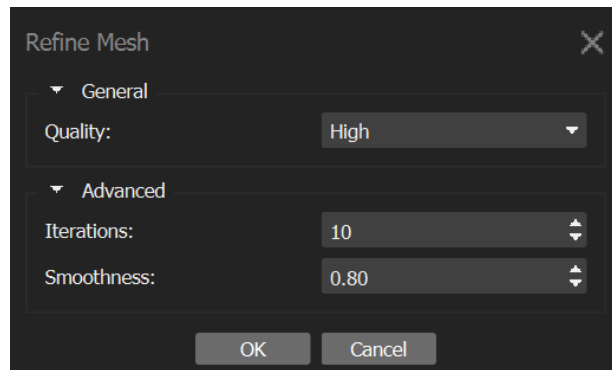 Refine Mesh
General
Quality: High
Advanced
Iterations: 10
Smoothness: 0.80
OK Cancel